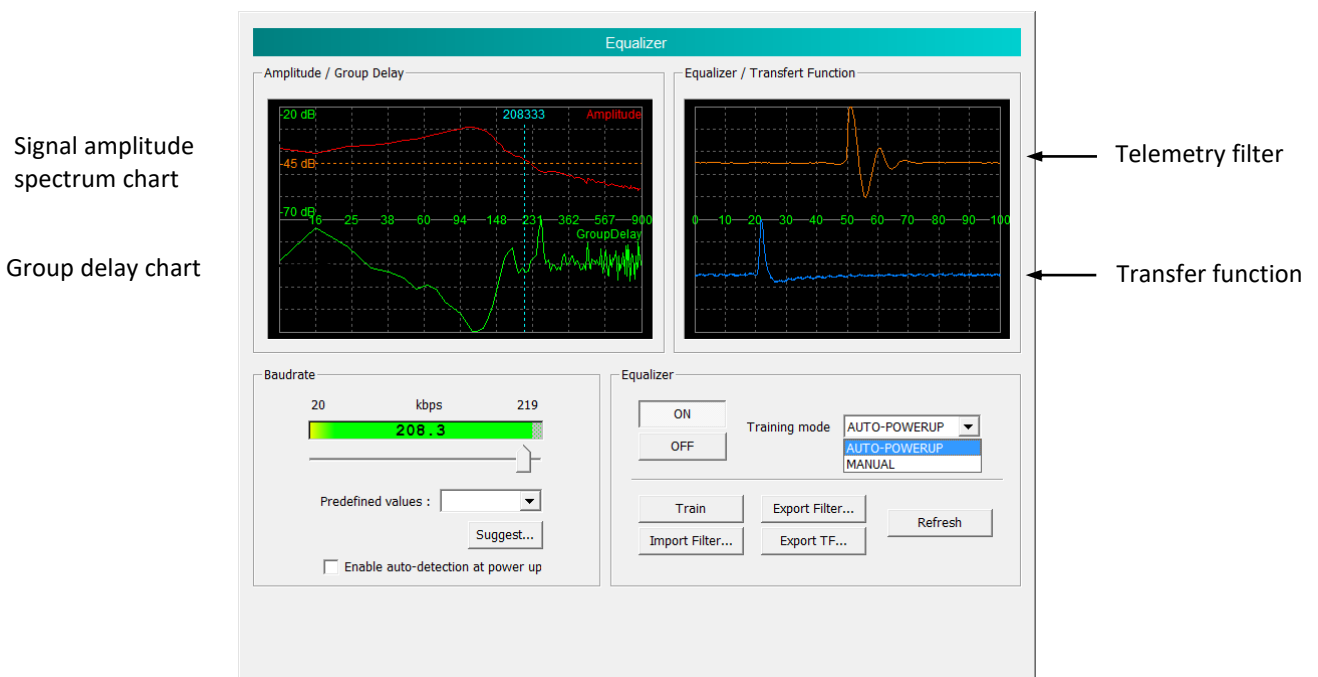 Equalizer
Amplitude / Group Delay
Equalizer / Transfert Function
-20 dB
208333
Amplitude
-45 dB
-70 dB
16 25 38 60 94 148 231 362 567 900
GroupDelay
0 10 20 30 40 50 60 70 80 90 100
Signal amplitude
spectrum chart
Group delay chart
Telemetry filter
Transfer function
Baudrate
20 kbps 219
208.3
Predefined values :
Suggest...
Enable auto-detection at power up
Equalizer
ON
OFF
Training mode
AUTO-POWERUP
AUTO-POWERUP
MANUAL
Train
Export Filter...
Refresh
Import Filter...
Export TF...